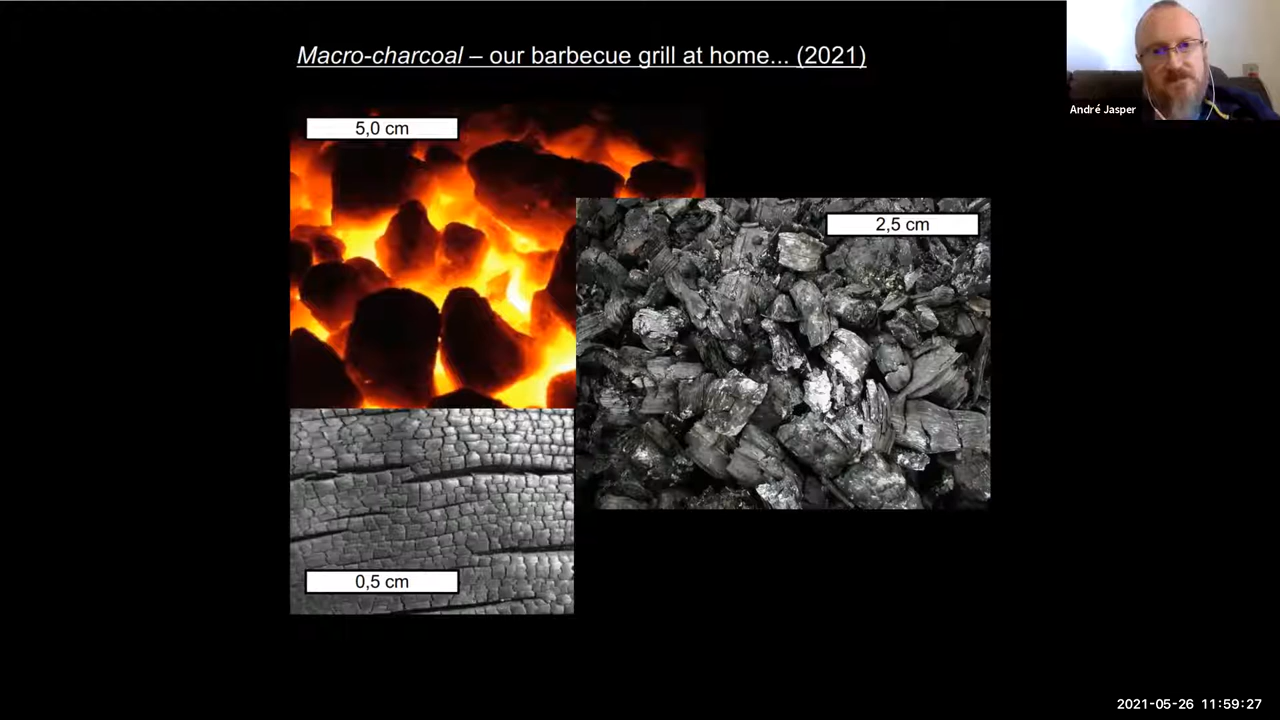 Macro-charcoal – our barbecue grill at home... (2021)
André Jasper
5,0 cm
2,5 cm
0,5 cm
2021-05-26 11:59:27